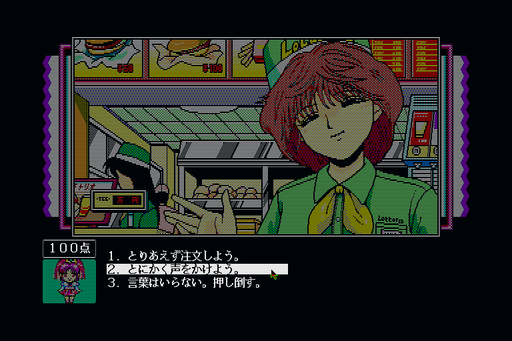 Lotteria
100点
1. とりあえず注文しよう。
2. とにかく声をかけよう。
3. 言葉はいらない。押し倒す。